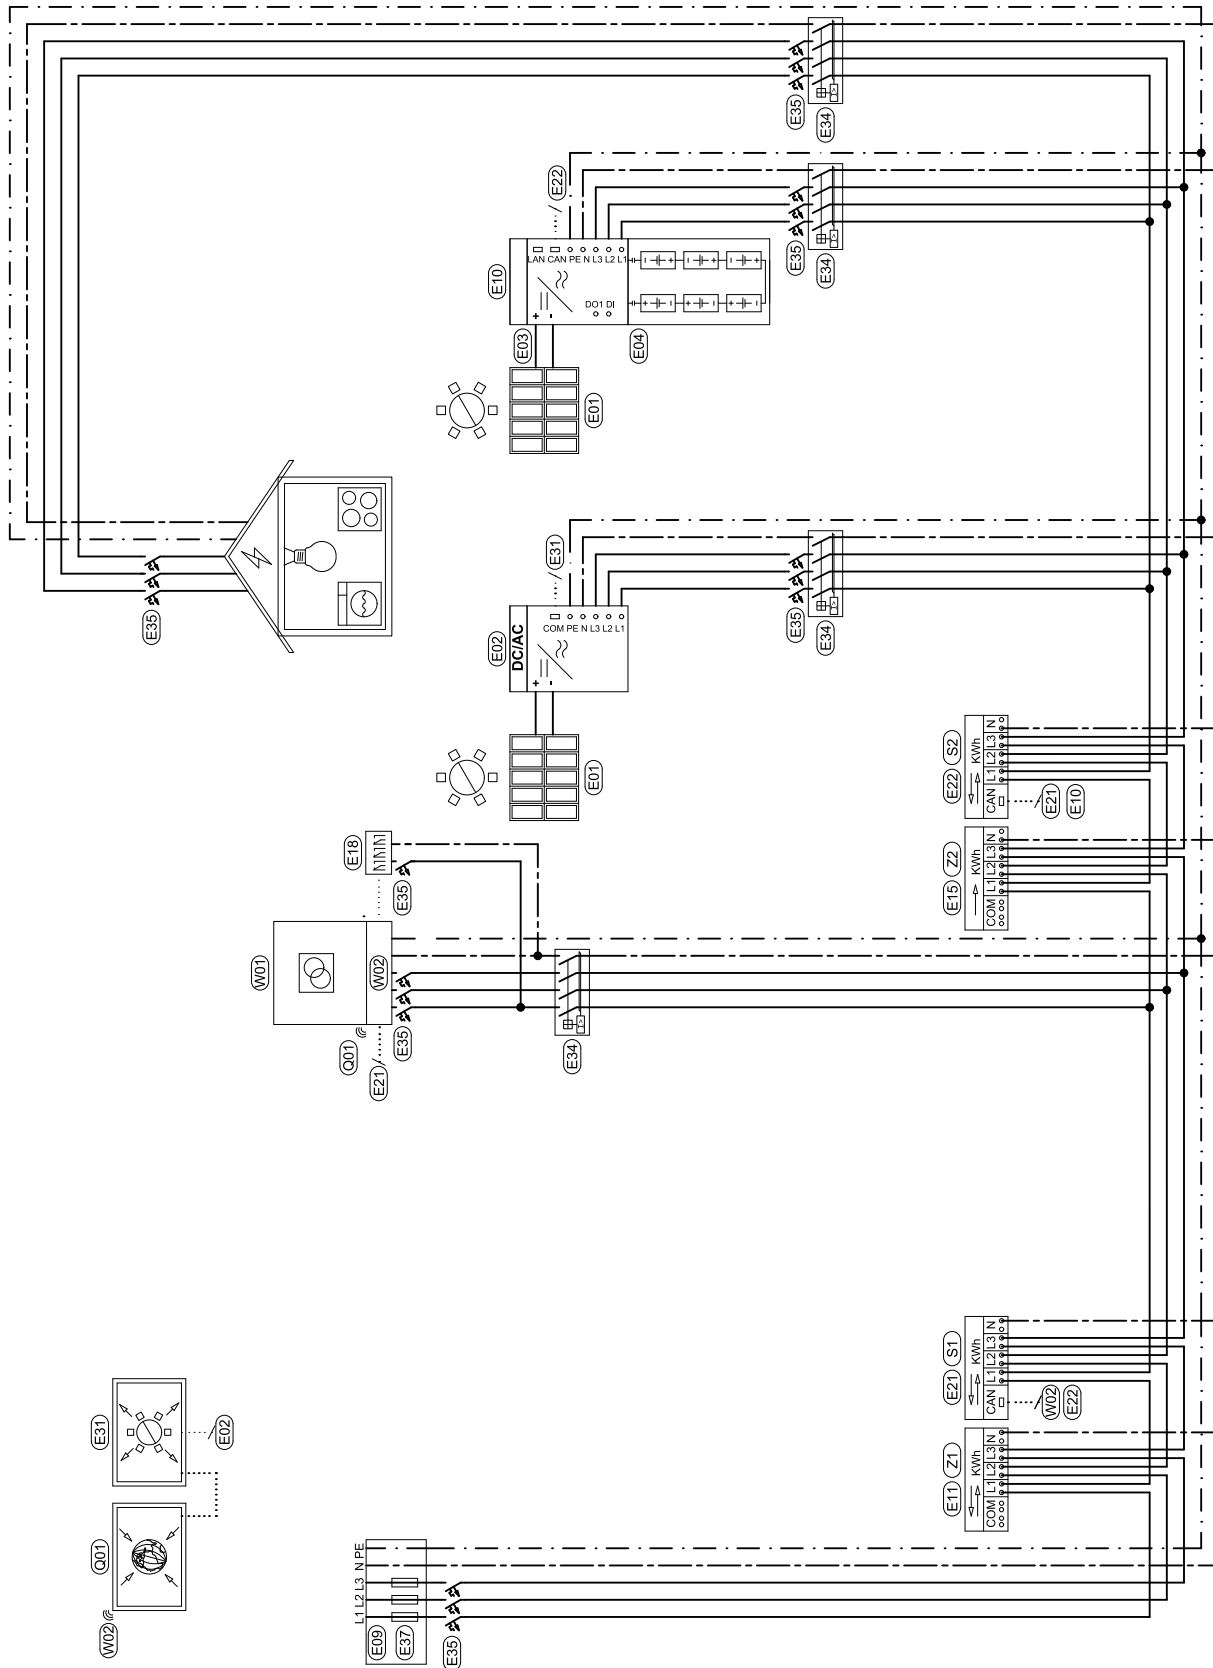 W02
Q01
E31
E35
E02
W01
Q01
E18
L1 L2 L3 N PE
E09
E21
W02
E37
E35
E35
E35
E02
E10
DC/AC
E03
+
-
+
-
COM PE N L3 L2 L1
LAN CAN PE N L3 L2 L1
E31
E22
DO1 DI
E01
E01
E34
E04
E35
E35
E35
E34
E34
E34
E11 Z1
E21 S1
E15 Z2
E22 S2
KWh
KWh
KWh
KWh
COM L1 L2 L3 N
CAN L1 L2 L3 N
COM L1 L2 L3 N
CAN L1 L2 L3 N
W02
E21
E22
E10